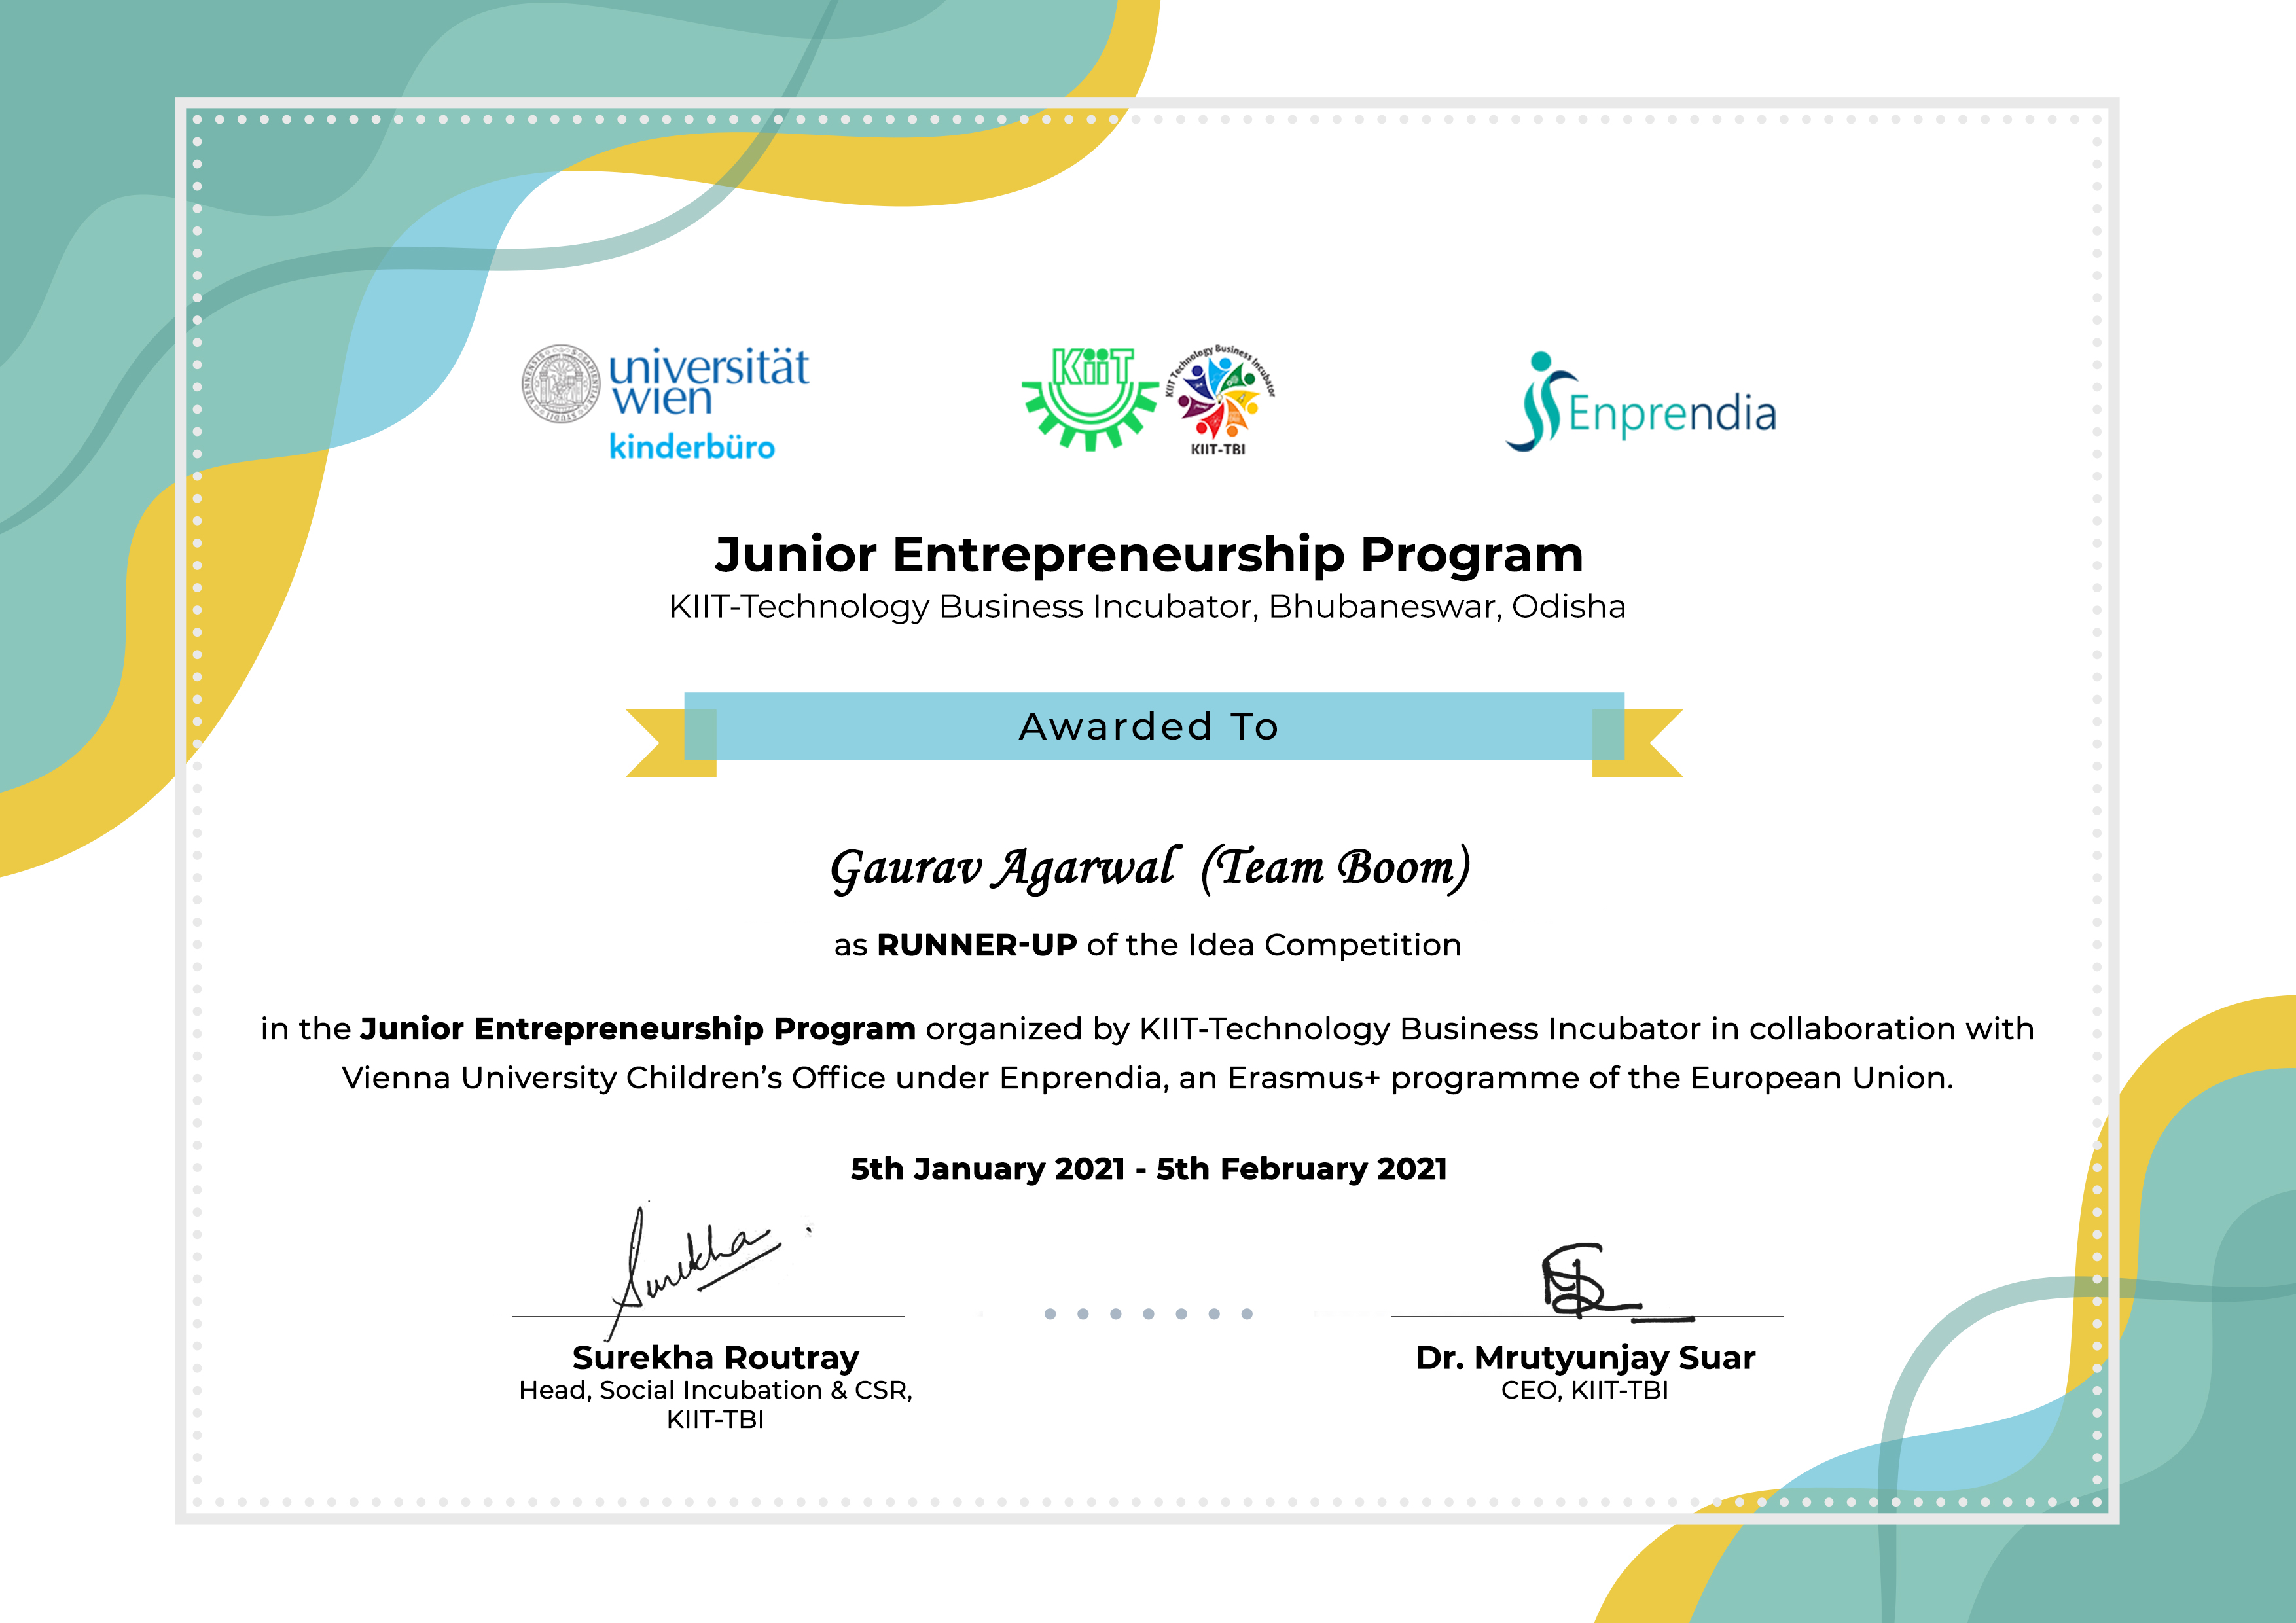 universität
wien
kinderbüro
KiiT
KIIT Technology Business Incubator
KIIT-TBI
Enprendia
Junior Entrepreneurship Program
KIIT-Technology Business Incubator, Bhubaneswar, Odisha
Awarded To
Gaurav Agarwal (Team Boom)
as RUNNER-UP of the Idea Competition
in the Junior Entrepreneurship Program organized by KIIT-Technology Business Incubator in collaboration with
Vienna University Children’s Office under Enprendia, an Erasmus+ programme of the European Union.
5th January 2021 - 5th February 2021
Surekha
Surekha Routray
Head, Social Incubation & CSR,
KIIT-TBI
Dr. Mrutyunjay Suar
CEO, KIIT-TBI